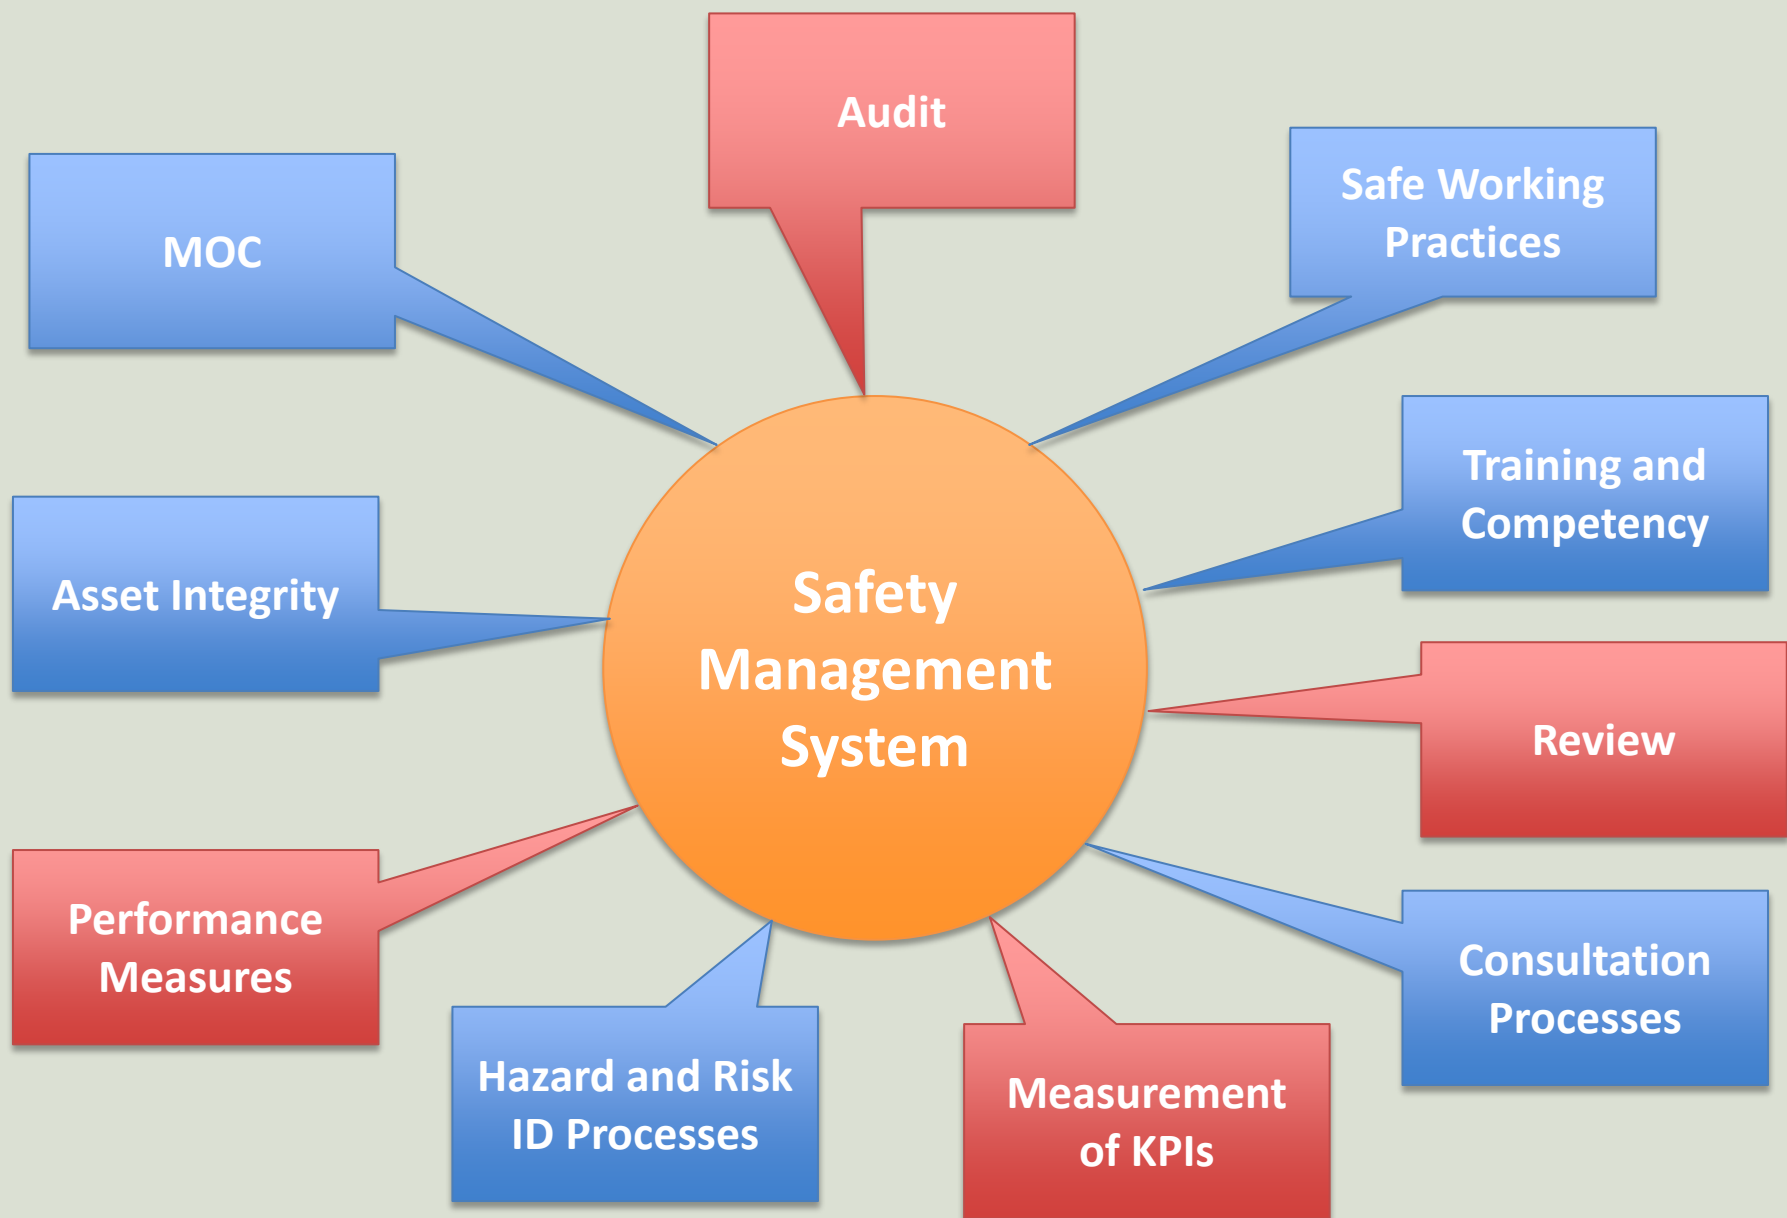 Audit
Safe Working
Practices
MOC
Training and
Competency
Asset Integrity
Safety
Management
System
Review
Performance
Measures
Consultation
Processes
Hazard and Risk
ID Processes
Measurement
of KPIs